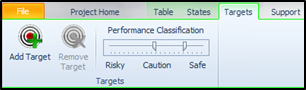 File Project Home Table States Targets Support
Performance Classification
Add Target Remove Target
Risky Caution Safe
Targets